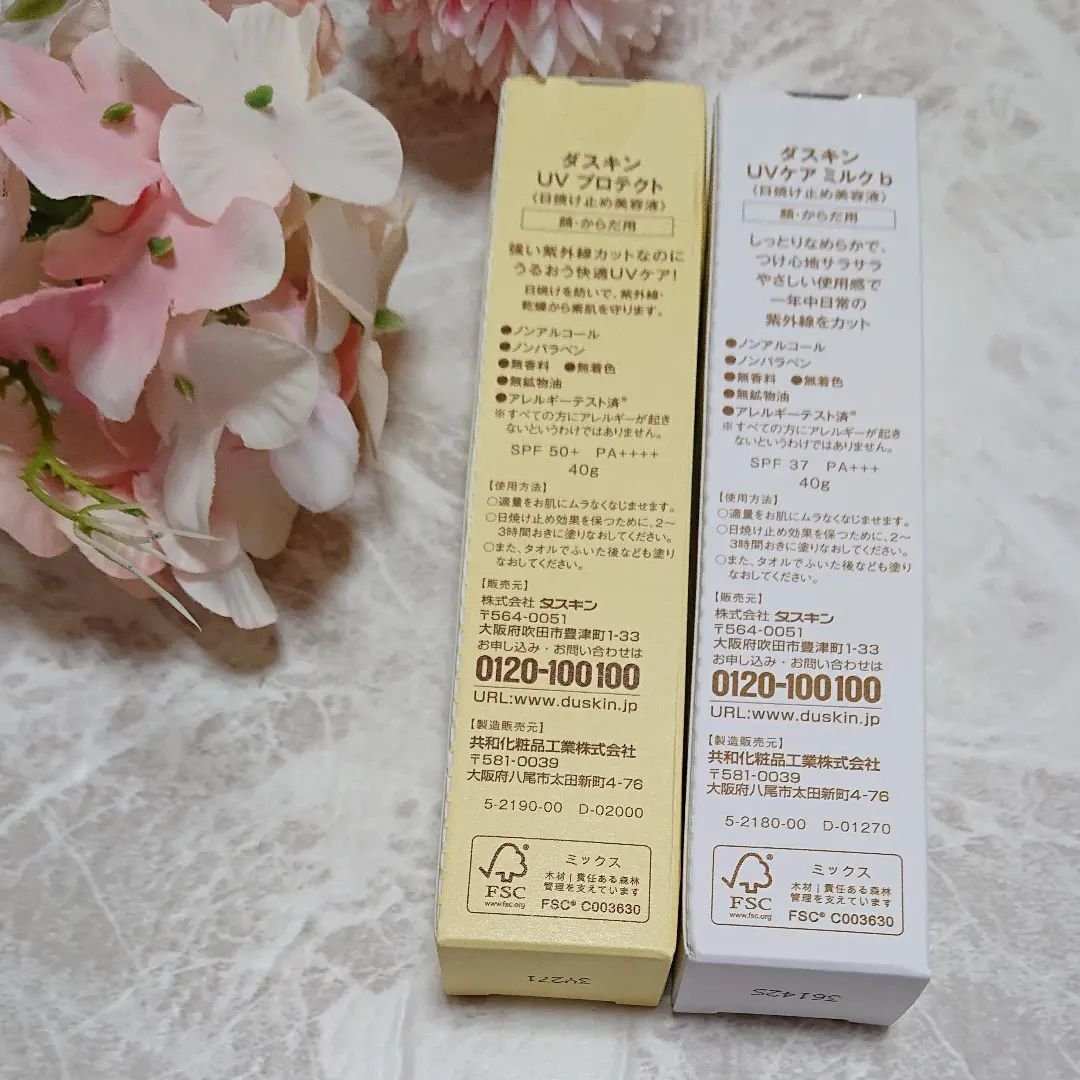 ダスキン
UV プロテクト
〈日焼け止め美容液〉
顔・からだ用
強い紫外線カットなのに
うるおう快適UVケア!
日焼けを防いで、紫外線・
乾燥から素肌を守ります。
●ノンアルコール
●ノンパラベン
●無香料 ●無着色
●無鉱物油
●アレルギーテスト済※
※すべての方にアレルギーが起き
ないというわけではありません。
SPF 50+ PA++++
40g
【使用方法】
○適量をお肌にムラなくなじませます。
○日焼け止め効果を保つために、2〜
3時間おきに塗りなおしてください。
○また、タオルでふいた後なども塗り
なおしてください。
【販売元】
株式会社 ダスキン
〒564-0051
大阪府吹田市豊津町1-33
お申し込み・お問い合わせは
0120-100100
URL:www.duskin.jp
【製造販売元】
共和化粧品工業株式会社
〒581-0039
大阪府八尾市太田新町4-76
5-2190-00 D-02000
FSC
www.fsc.org
ミックス
木材|責任ある森林
管理を支えています
FSC® C003630
3Y271
ダスキン
UVケア ミルク b
〈日焼け止め美容液〉
顔・からだ用
しっとりなめらかで、
つけ心地サラサラ
やさしい使用感で
一年中日常の
紫外線をカット
●ノンアルコール
●ノンパラベン
●無香料 ●無着色
●無鉱物油
●アレルギーテスト済※
※すべての方にアレルギーが起き
ないというわけではありません。
SPF 37 PA+++
40g
【使用方法】
○適量をお肌にムラなくなじませます。
○日焼け止め効果を保つために、2〜
3時間おきに塗りなおしてください。
○また、タオルでふいた後なども塗り
なおしてください。
【販売元】
株式会社 ダスキン
〒564-0051
大阪府吹田市豊津町1-33
お申し込み・お問い合わせは
0120-100100
URL:www.duskin.jp
【製造販売元】
共和化粧品工業株式会社
〒581-0039
大阪府八尾市太田新町4-76
5-2180-00 D-01270
FSC
www.fsc.org
ミックス
木材|責任ある森林
管理を支えています
FSC® C003630
36142S